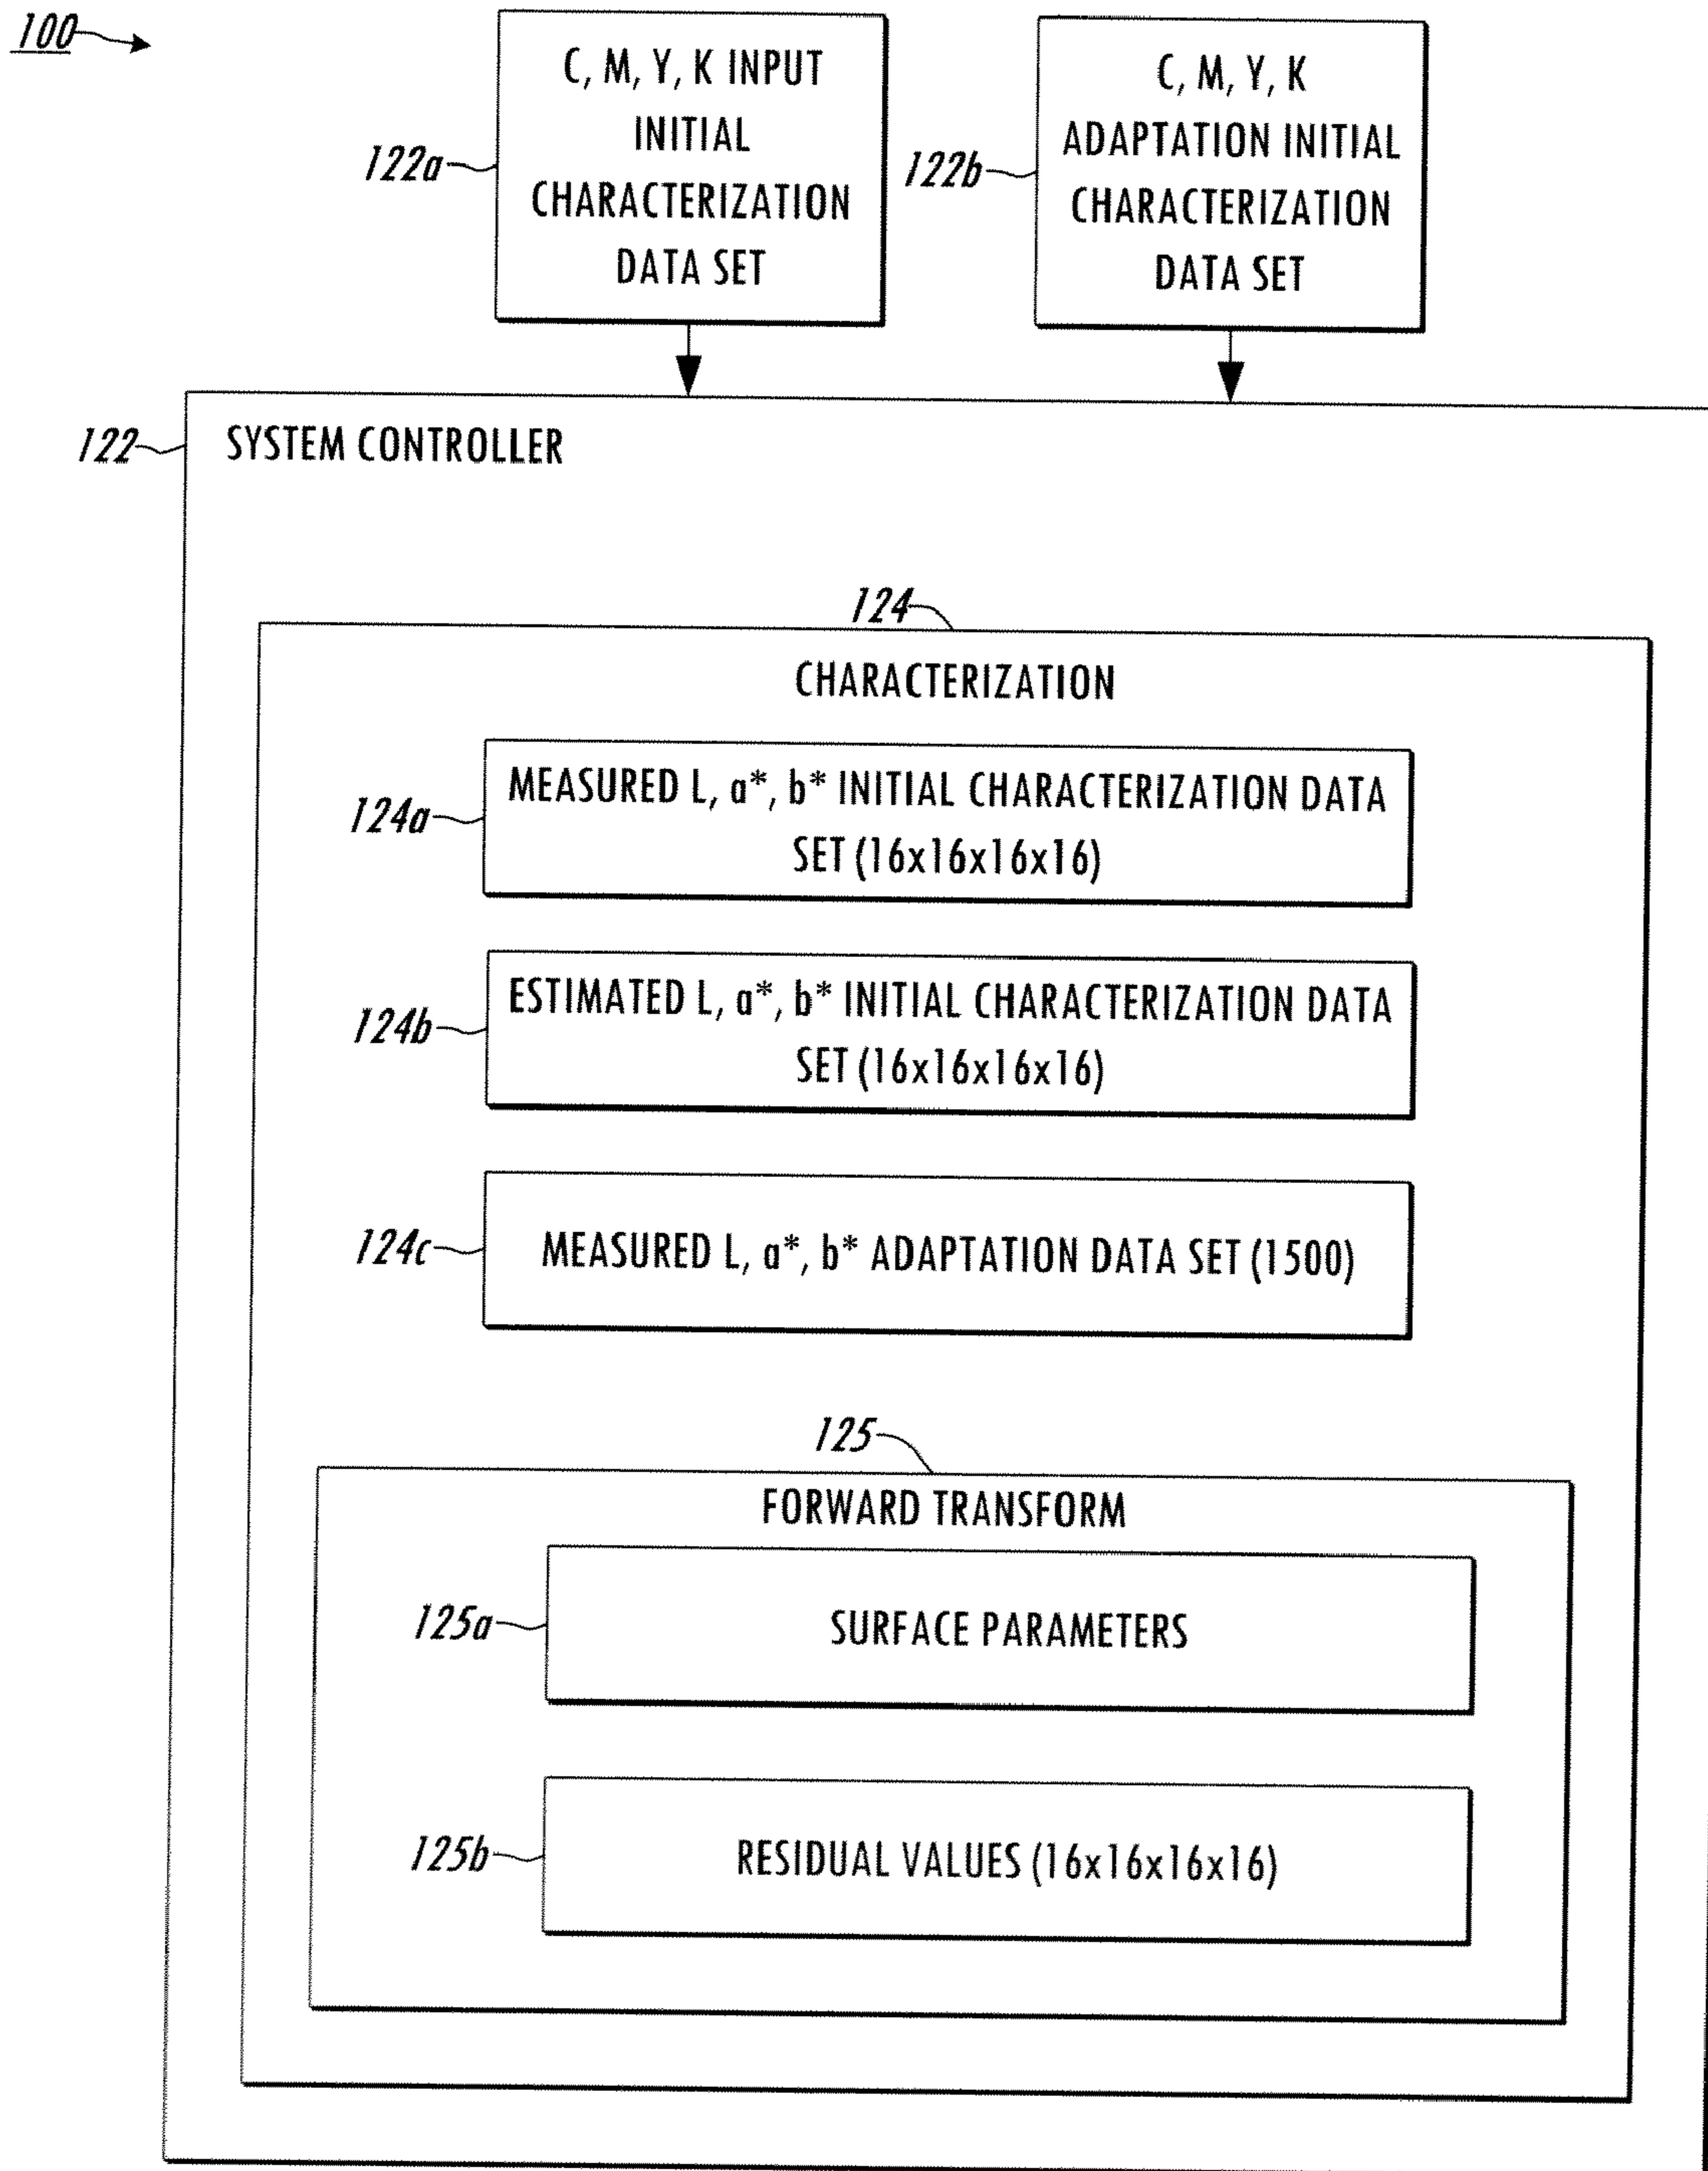 100
C, M, Y, K INPUT
INITIAL
CHARACTERIZATION
DATA SET
122a
C, M, Y, K
ADAPTATION INITIAL
CHARACTERIZATION
DATA SET
122b
122
SYSTEM CONTROLLER
124
CHARACTERIZATION
124a
MEASURED L, a*, b* INITIAL CHARACTERIZATION DATA
SET (16x16x16x16)
124b
ESTIMATED L, a*, b* INITIAL CHARACTERIZATION DATA
SET (16x16x16x16)
124c
MEASURED L, a*, b* ADAPTATION DATA SET (1500)
125
FORWARD TRANSFORM
125a
SURFACE PARAMETERS
125b
RESIDUAL VALUES (16x16x16x16)